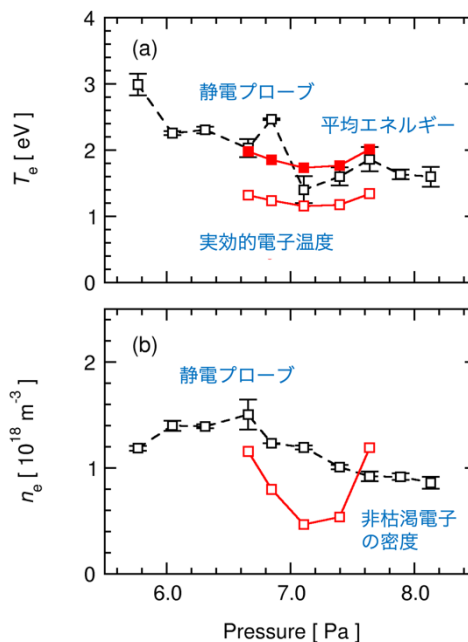 (a)
静電プローブ
平均エネルギー
実効的電子温度
Te [ eV]
4
3
2
1
0
(b)
静電プローブ
非枯渇電子
の密度
ne [ 10^18 m^-3 ]
2
1
0
6.0 7.0 8.0
Pressure [ Pa ]